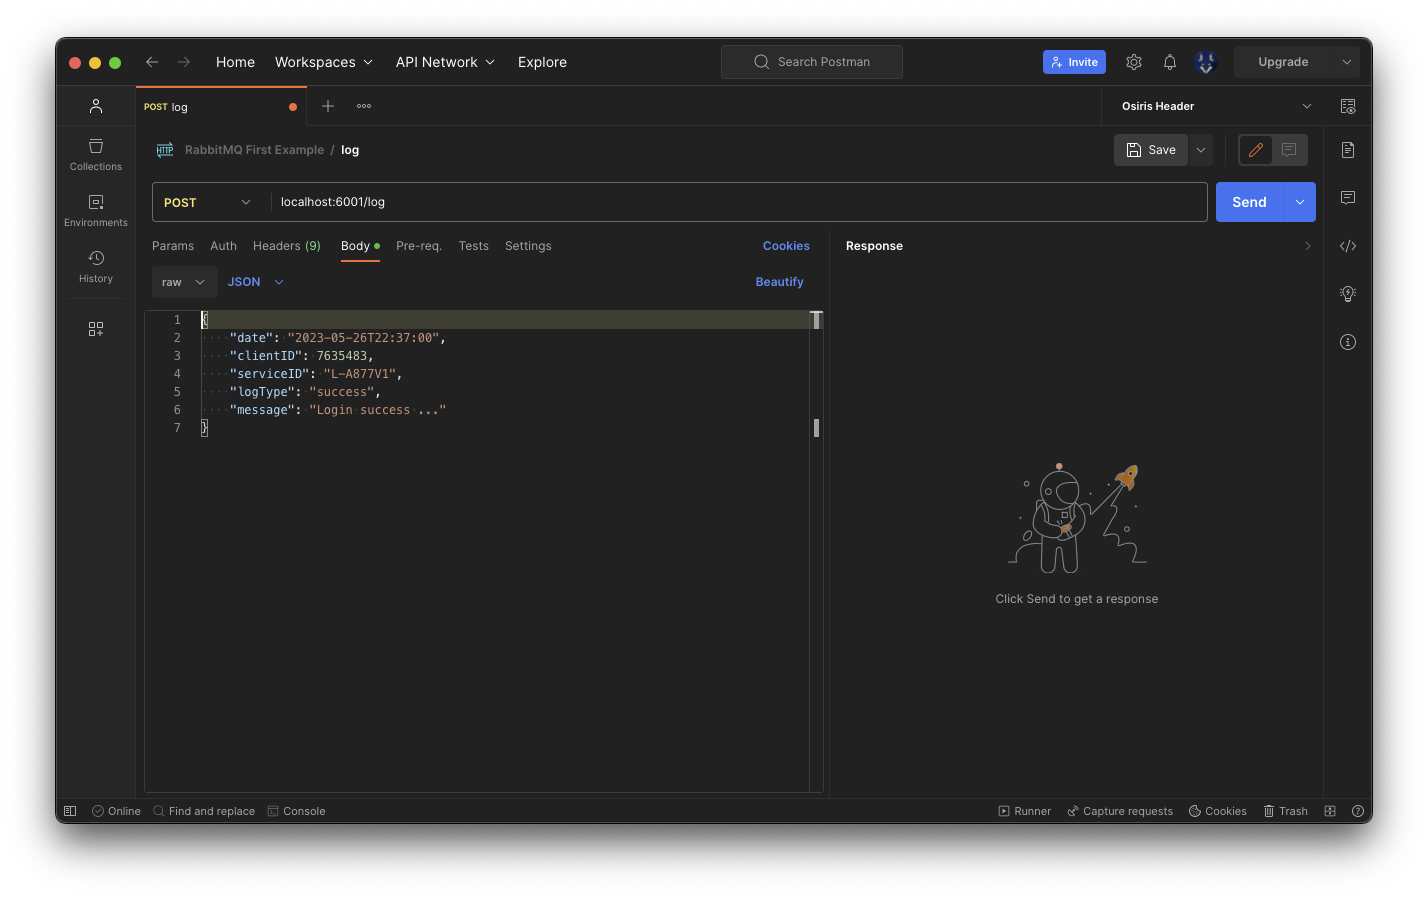 Home Workspaces API Network Explore Search Postman Invite Upgrade
POST log Osiris Header
HTTP RabbitMQ First Example / log Save
Collections
POST localhost:6001/log Send
Environments
Params Auth Headers (9) Body Pre-req. Tests Settings Cookies Response
History
raw JSON Beautify
1 {
2 "date": "2023-05-26T22:37:00",
3 "clientID": 7635483,
4 "serviceID": "L-A877V1",
5 "logType": "success",
6 "message": "Login success ..."
7 }
Click Send to get a response
Online Find and replace Console Runner Capture requests Cookies Trash